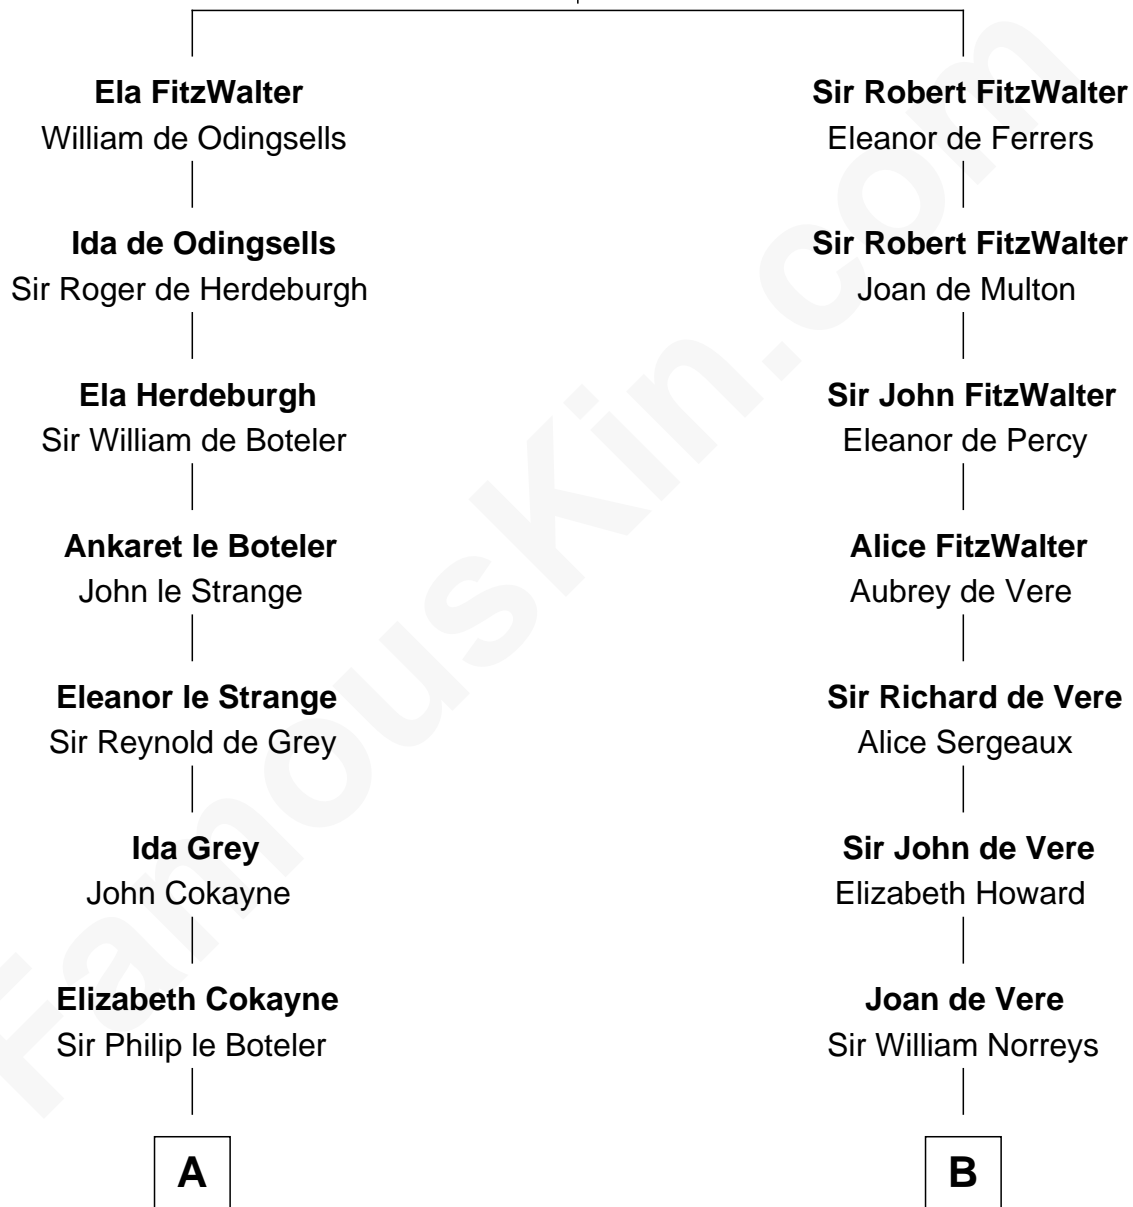 Ela FitzWalter
William de Odingsells
Ida de Odingsells
Sir Roger de Herdeburgh
Ela Herdeburgh
Sir William de Boteler
Ankaret le Boteler
John le Strange
Eleanor le Strange
Sir Reynold de Grey
Ida Grey
John Cokayne
Elizabeth Cokayne
Sir Philip le Boteler
A
Sir Robert FitzWalter
Eleanor de Ferrers
Sir Robert FitzWalter
Joan de Multon
Sir John FitzWalter
Eleanor de Percy
Alice FitzWalter
Aubrey de Vere
Sir Richard de Vere
Alice Sergeaux
Sir John de Vere
Elizabeth Howard
Joan de Vere
Sir William Norreys
B
FamousKin.com